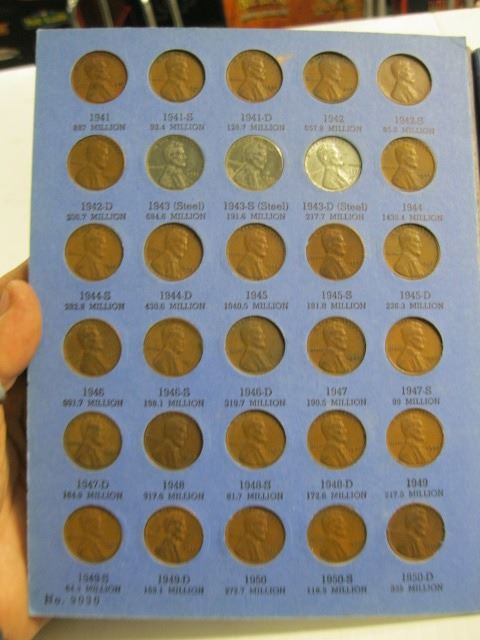 1941 1941-S 1941-D 1942 1942-S
887 MILLION 92.4 MILLION 128.7 MILLION 657.8 MILLION 85.6 MILLION
1942-D 1943 (Steel) 1943-S (Steel) 1943-D (Steel) 1944
206.7 MILLION 684.6 MILLION 191.6 MILLION 217.7 MILLION 1435.4 MILLION
1944-S 1944-D 1945 1945-S 1945-D
282.8 MILLION 430.6 MILLION 1040.5 MILLION 181.8 MILLION 226.3 MILLION
1946 1946-S 1946-D 1947 1947-S
991.7 MILLION 198.1 MILLION 315.7 MILLION 190.5 MILLION 99 MILLION
1947-D 1948 1948-S 1948-D 1949
194.8 MILLION 317.6 MILLION 81.7 MILLION 172.6 MILLION 217.5 MILLION
1949-S 1949-D 1950 1950-S 1950-D
64.2 MILLION 153.1 MILLION 272.7 MILLION 118.5 MILLION 335 MILLION
No. 9030